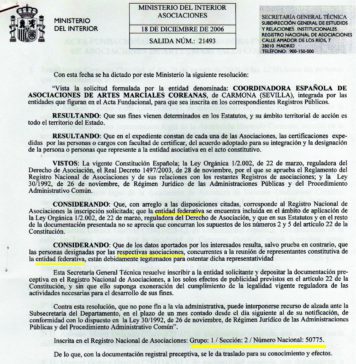 MINISTERIO
DEL INTERIOR
MINISTERIO DEL INTERIOR
ASOCIACIONES
18 DE DICIEMBRE DE 2006
SALIDA NÚM.: 21493
SECRETARÍA GENERAL TÉCNICA
SUBDIRECCIÓN GENERAL DE ESTUDIOS
Y RELACIONES INSTITUCIONALES
REGISTRO NACIONAL DE ASOCIACIONES
CALLE AMADOR DE LOS RÍOS, 7
28010 MADRID
TELÉFONO: 900-150-000
Con esta fecha se ha dictado por este Ministerio la siguiente resolución:
"Vista la solicitud formulada por la entidad denominada: COORDINADORA ESPAÑOLA DE
ASOCIACIONES DE ARTES MARCIALES COREANAS, de CARMONA (SEVILLA), integrada por las
entidades que figuran en el Acta Fundacional, para que sea inscrita en los correspondientes Registros Públicos.
RESULTANDO: Que sus fines vienen determinados en los Estatutos, y su ámbito territorial de acción es
todo el territorio del Estado.
RESULTANDO: Que en el expediente constan de cada una de las Asociaciones, las certificaciones expe-
didas por las personas o cargos con facultad de certificar, del acuerdo adoptado para su integración y la designación
de la persona o personas que represente a la entidad asociativa en el acto constitutivo.
VISTOS: La vigente Constitución Española; la Ley Orgánica 1/2.002, de 22 de marzo, reguladora del
Derecho de Asociación, el Real Decreto 1497/2003, de 28 de noviembre, por el que se aprueba el Reglamento del
Registro Nacional de Asociaciones y de sus relaciones con los restantes Registros de asociaciones; y la Ley
30/1992, de 26 de noviembre, de Régimen Jurídico de las Administraciones Públicas y del Procedimiento
Administrativo Común.
CONSIDERANDO: Que, con arreglo a las disposiciones citadas, corresponde al Registro Nacional de
Asociaciones la inscripción solicitada; que la entidad federativa se encuentra incluida en el ámbito de aplicación de
la Ley Orgánica 1/2.002, de 22 de marzo, reguladora del Derecho de Asociación, y que en sus Estatutos y en el resto
de la documentación presentada no se aprecia que concurran los supuestos de los números 2 y 5 del artículo 22 de la
Constitución.
CONSIDERANDO: Que de los datos aportados por los interesados resulta, salvo prueba en contrario, que
las personas designadas por las respectivas asociaciones, concurrentes a la reunión de representantes constitutiva de
la entidad federativa, están debidamente legitimados para ostentar dicha representatividad
Esta Secretaría General Técnica resuelve inscribir a la entidad solicitante y depositar la documentación pre-
ceptiva en el Registro Nacional de Asociaciones, a los solos efectos de publicidad previstos en el artículo 22 de la
Constitución, y sin que ello suponga exoneración del cumplimiento de la legalidad vigente reguladora de las
actividades necesarias para el desarrollo de sus fines.
Contra esta resolución, que no pone fin a la vía administrativa, puede interponerse recurso de alzada ante la
Subsecretaría del Departamento, en el plazo de un mes contado desde el día siguiente al de su notificación, de
conformidad con lo dispuesto en la Ley 30/1992, de 26 de noviembre, de Régimen Jurídico de las Administraciones
Públicas y del Procedimiento Administrativo Común".
Inscrita en el Registro Nacional de Asociaciones: Grupo: 1 / Sección: 2 / Número Nacional: 50775.
De lo que, con la documentación registral preceptiva, se le da traslado para su conocimiento y efectos.